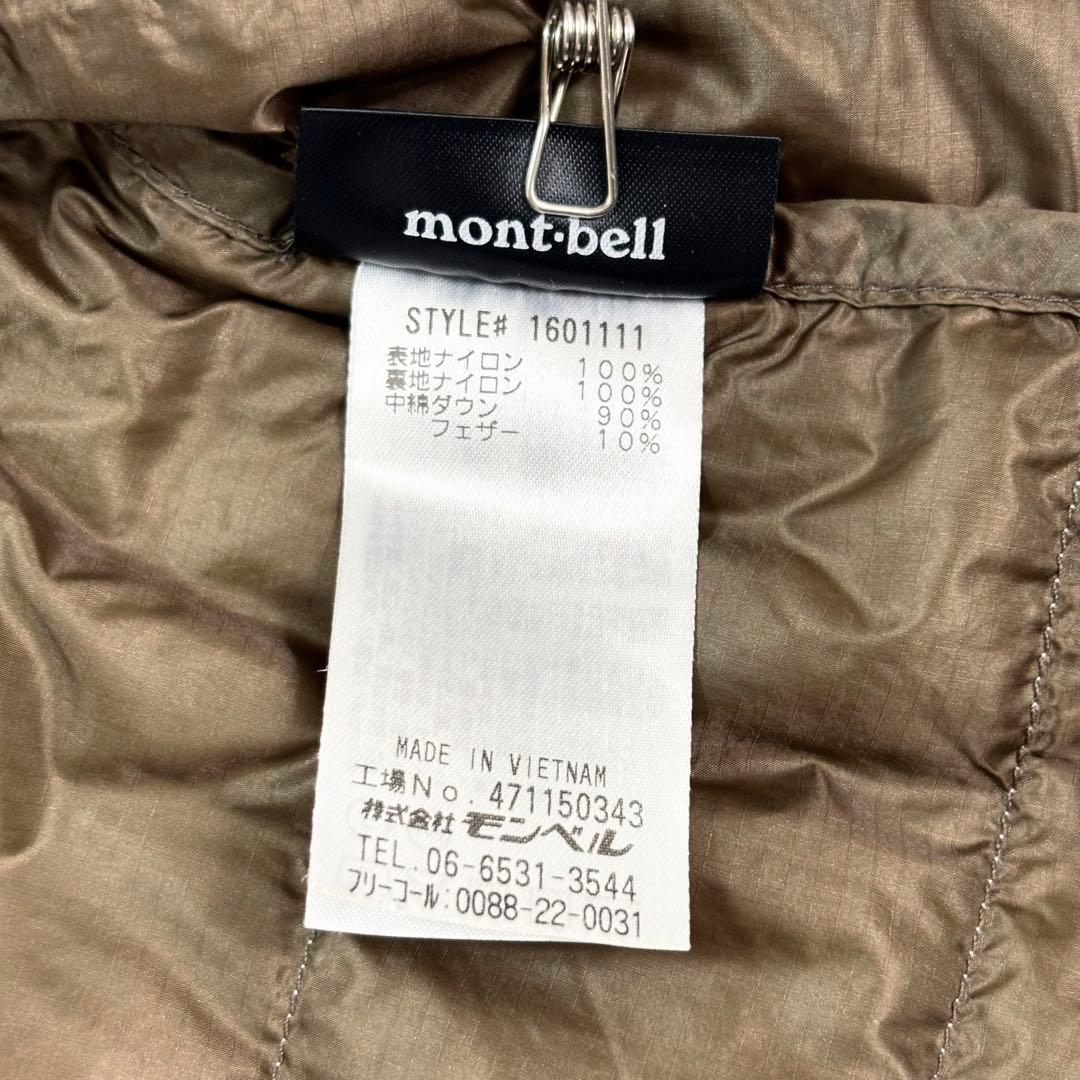 mont·bell
STYLE# 1601111
表地ナイロン 100%
裏地ナイロン 100%
中綿ダウン 90%
フェザー 10%
MADE IN VIETNAM
工場No. 471150343
株式会社 モンベル
TEL. 06-6531-3544
フリーコール:0088-22-0031